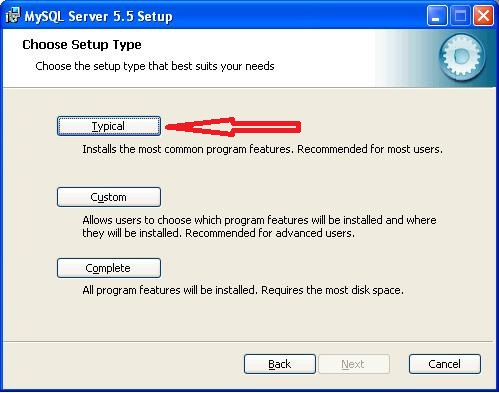 MySQL Server 5.5 Setup
Choose Setup Type
Choose the setup type that best suits your needs
Typical
Installs the most common program features. Recommended for most users.
Custom
Allows users to choose which program features will be installed and where
they will be installed. Recommended for advanced users.
Complete
All program features will be installed. Requires the most disk space.
Back Next Cancel